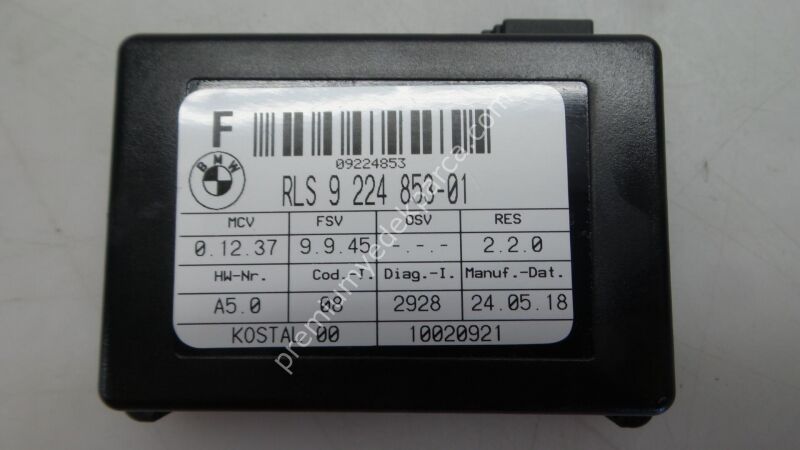 F
09224853
BMW
RLS 9 224 853-01
MCV FSV OSV RES
0.12.37 9.9.45 -.-.- 2.2.0
HW-Nr. Cod.-I. Diag.-I. Manuf.-Dat.
A5.0 08 2928 24.05.18
KOSTAL 00 10020921
premiumyedekparca.com